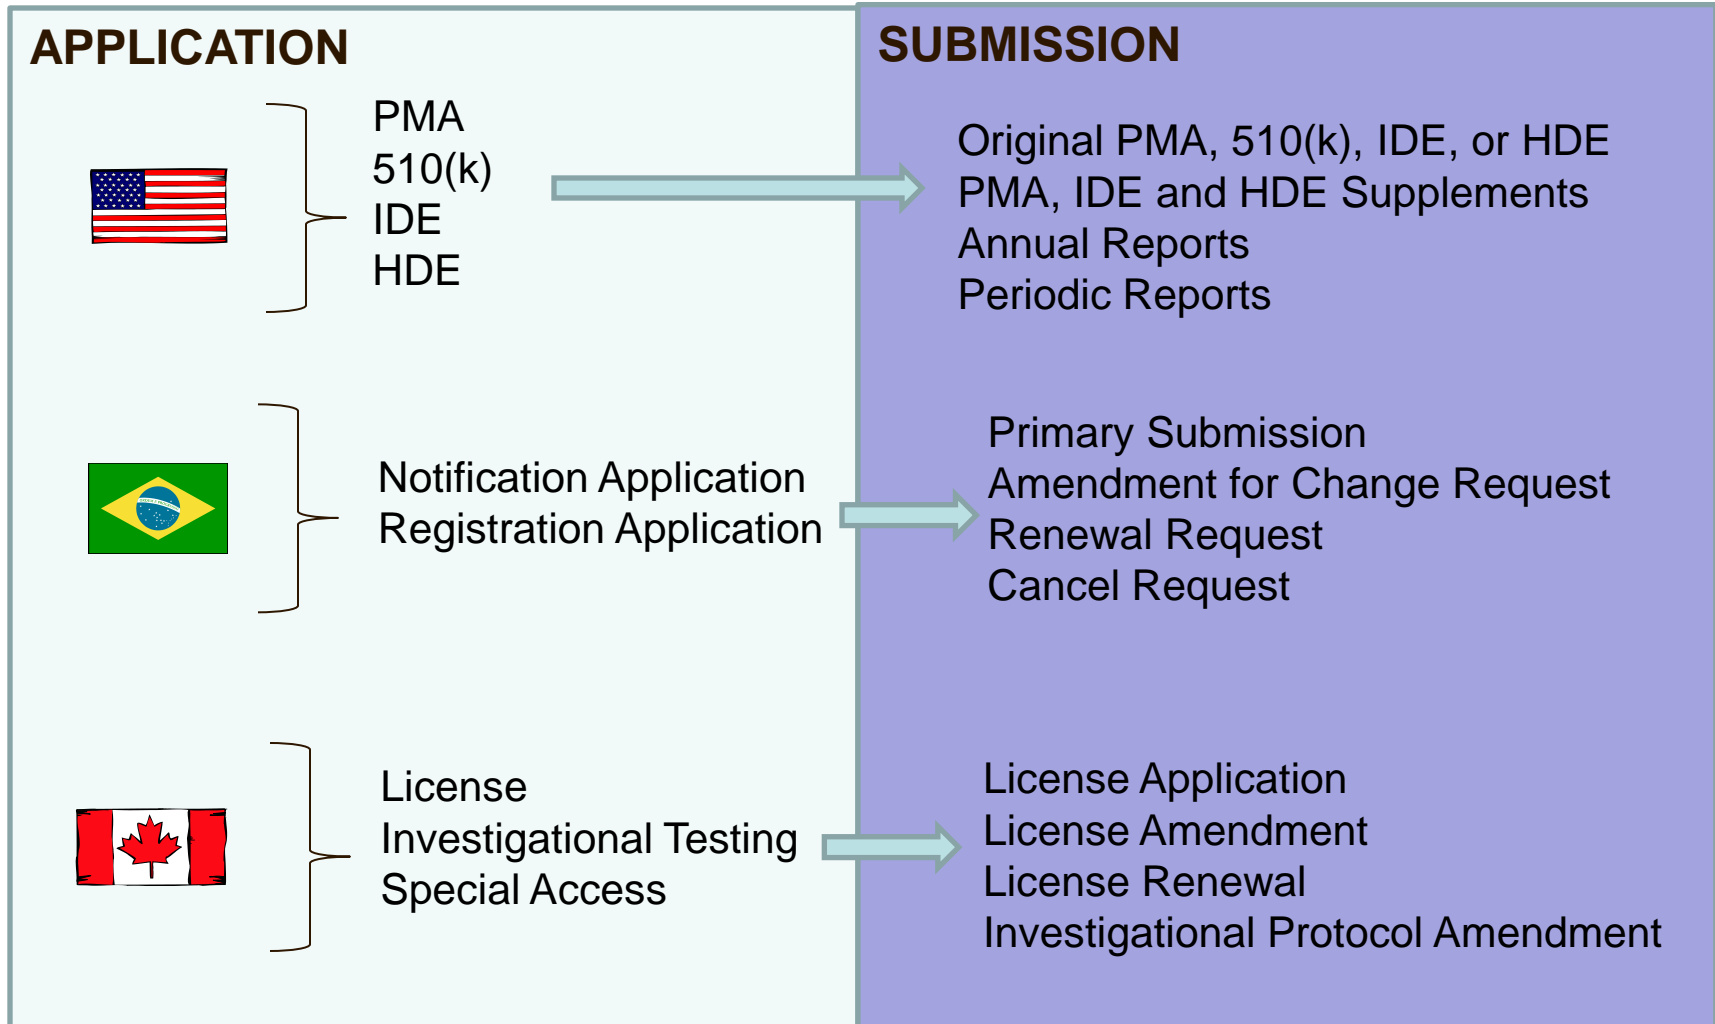 APPLICATION
PMA
510(k)
IDE
HDE
Notification Application
Registration Application
License
Investigational Testing
Special Access
SUBMISSION
Original PMA, 510(k), IDE, or HDE
PMA, IDE and HDE Supplements
Annual Reports
Periodic Reports
Primary Submission
Amendment for Change Request
Renewal Request
Cancel Request
License Application
License Amendment
License Renewal
Investigational Protocol Amendment